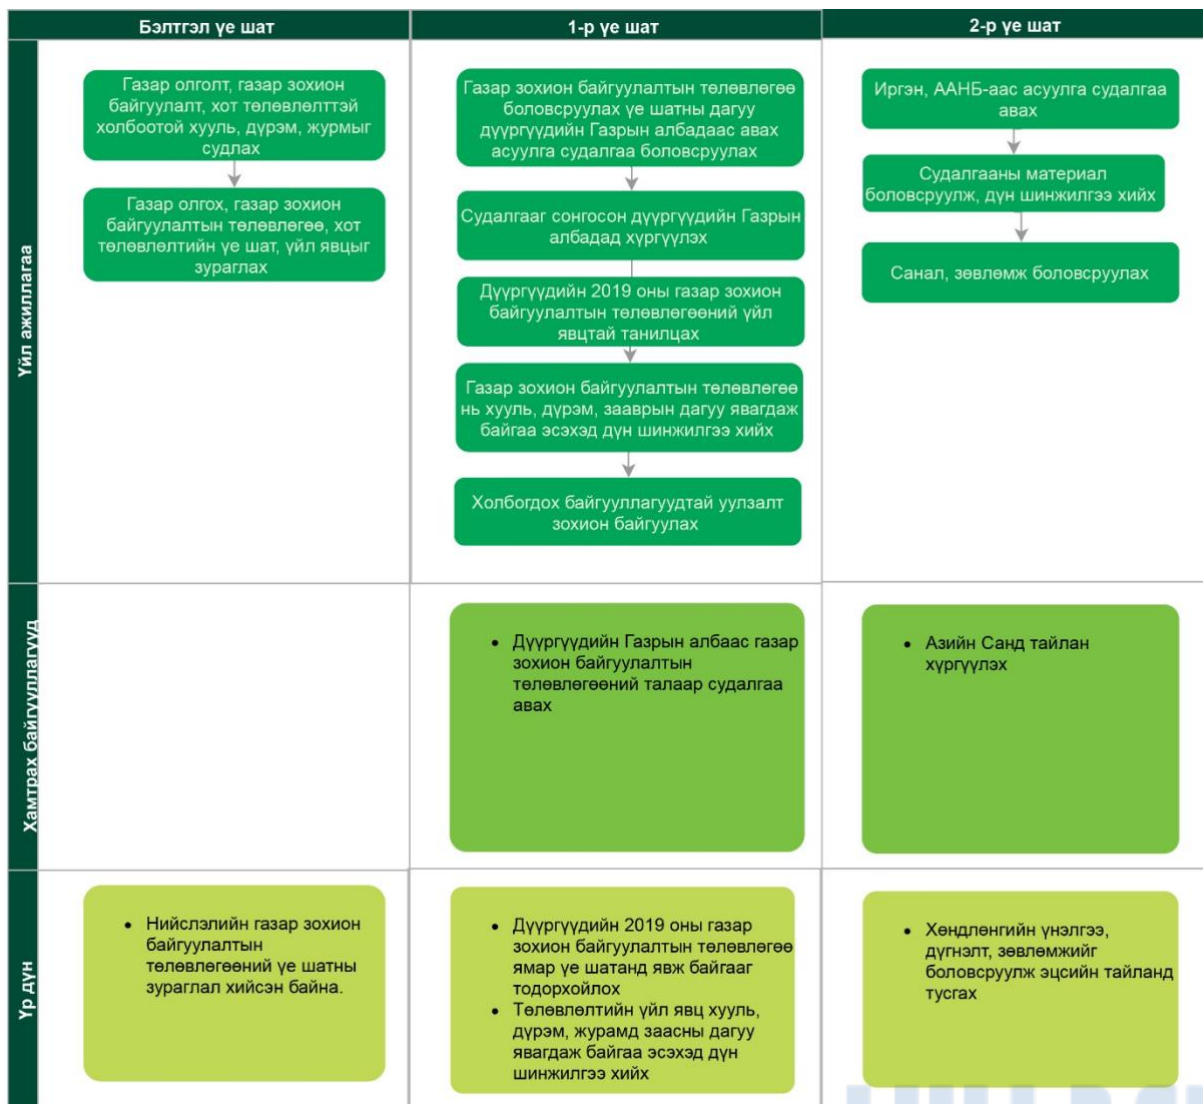 Бэлтгэл үе шат
1-р үе шат
2-р үе шат
Үйл ажиллагаа
Газар олголт, газар зохион
байгуулалт, хот төлөвлөлттэй
холбоотой хууль, дүрэм, журмыг
судлах
Газар олгох, газар зохион
байгуулалтын төлөвлөгөө, хот
төлөвлөлтийн үе шат, үйл явцыг
зураглах
Газар зохион байгуулалтын төлөвлөгөө
боловсруулах үе шатны дагуу
дүүргүүдийн Газрын албадаас авах
асуулга судалгаа боловсруулах
Судалгааг сонгосон дүүргүүдийн Газрын
албадад хүргүүлэх
Дүүргүүдийн 2019 оны газар зохион
байгуулалтын төлөвлөгөөний үйл
явцтай танилцах
Газар зохион байгуулалтын төлөвлөгөө
нь хууль, дүрэм, зааврын дагуу явагдаж
байгаа эсэхэд дүн шинжилгээ хийх
Холбогдох байгууллагуудтай уулзалт
зохион байгуулах
Иргэн, ААНБ-аас асуулга судалгаа
авах
Судалгааны материал
боловсруулж, дүн шинжилгээ хийх
Санал, зөвлөмж боловсруулах
Хамтрах байгууллагууд
• Дүүргүүдийн Газрын албаас газар
зохион байгуулалтын
төлөвлөгөөний талаар судалгаа
авах
• Азийн Санд тайлан
хүргүүлэх
Үр дүн
• Нийслэлийн газар зохион
байгуулалтын
төлөвлөгөөний үе шатны
зураглал хийсэн байна.
• Дүүргүүдийн 2019 оны газар
зохион байгуулалтын төлөвлөгөө
ямар үе шатанд явж байгааг
тодорхойлох
• Төлөвлөлтийн үйл явц хууль,
дүрэм, журамд заасны дагуу
явагдаж байгаа эсэхэд дүн
шинжилгээ хийх
• Хөндлөнгийн үнэлгээ,
дүгнэлт, зөвлөмжийг
боловсруулж эцсийн тайланд
тусгах